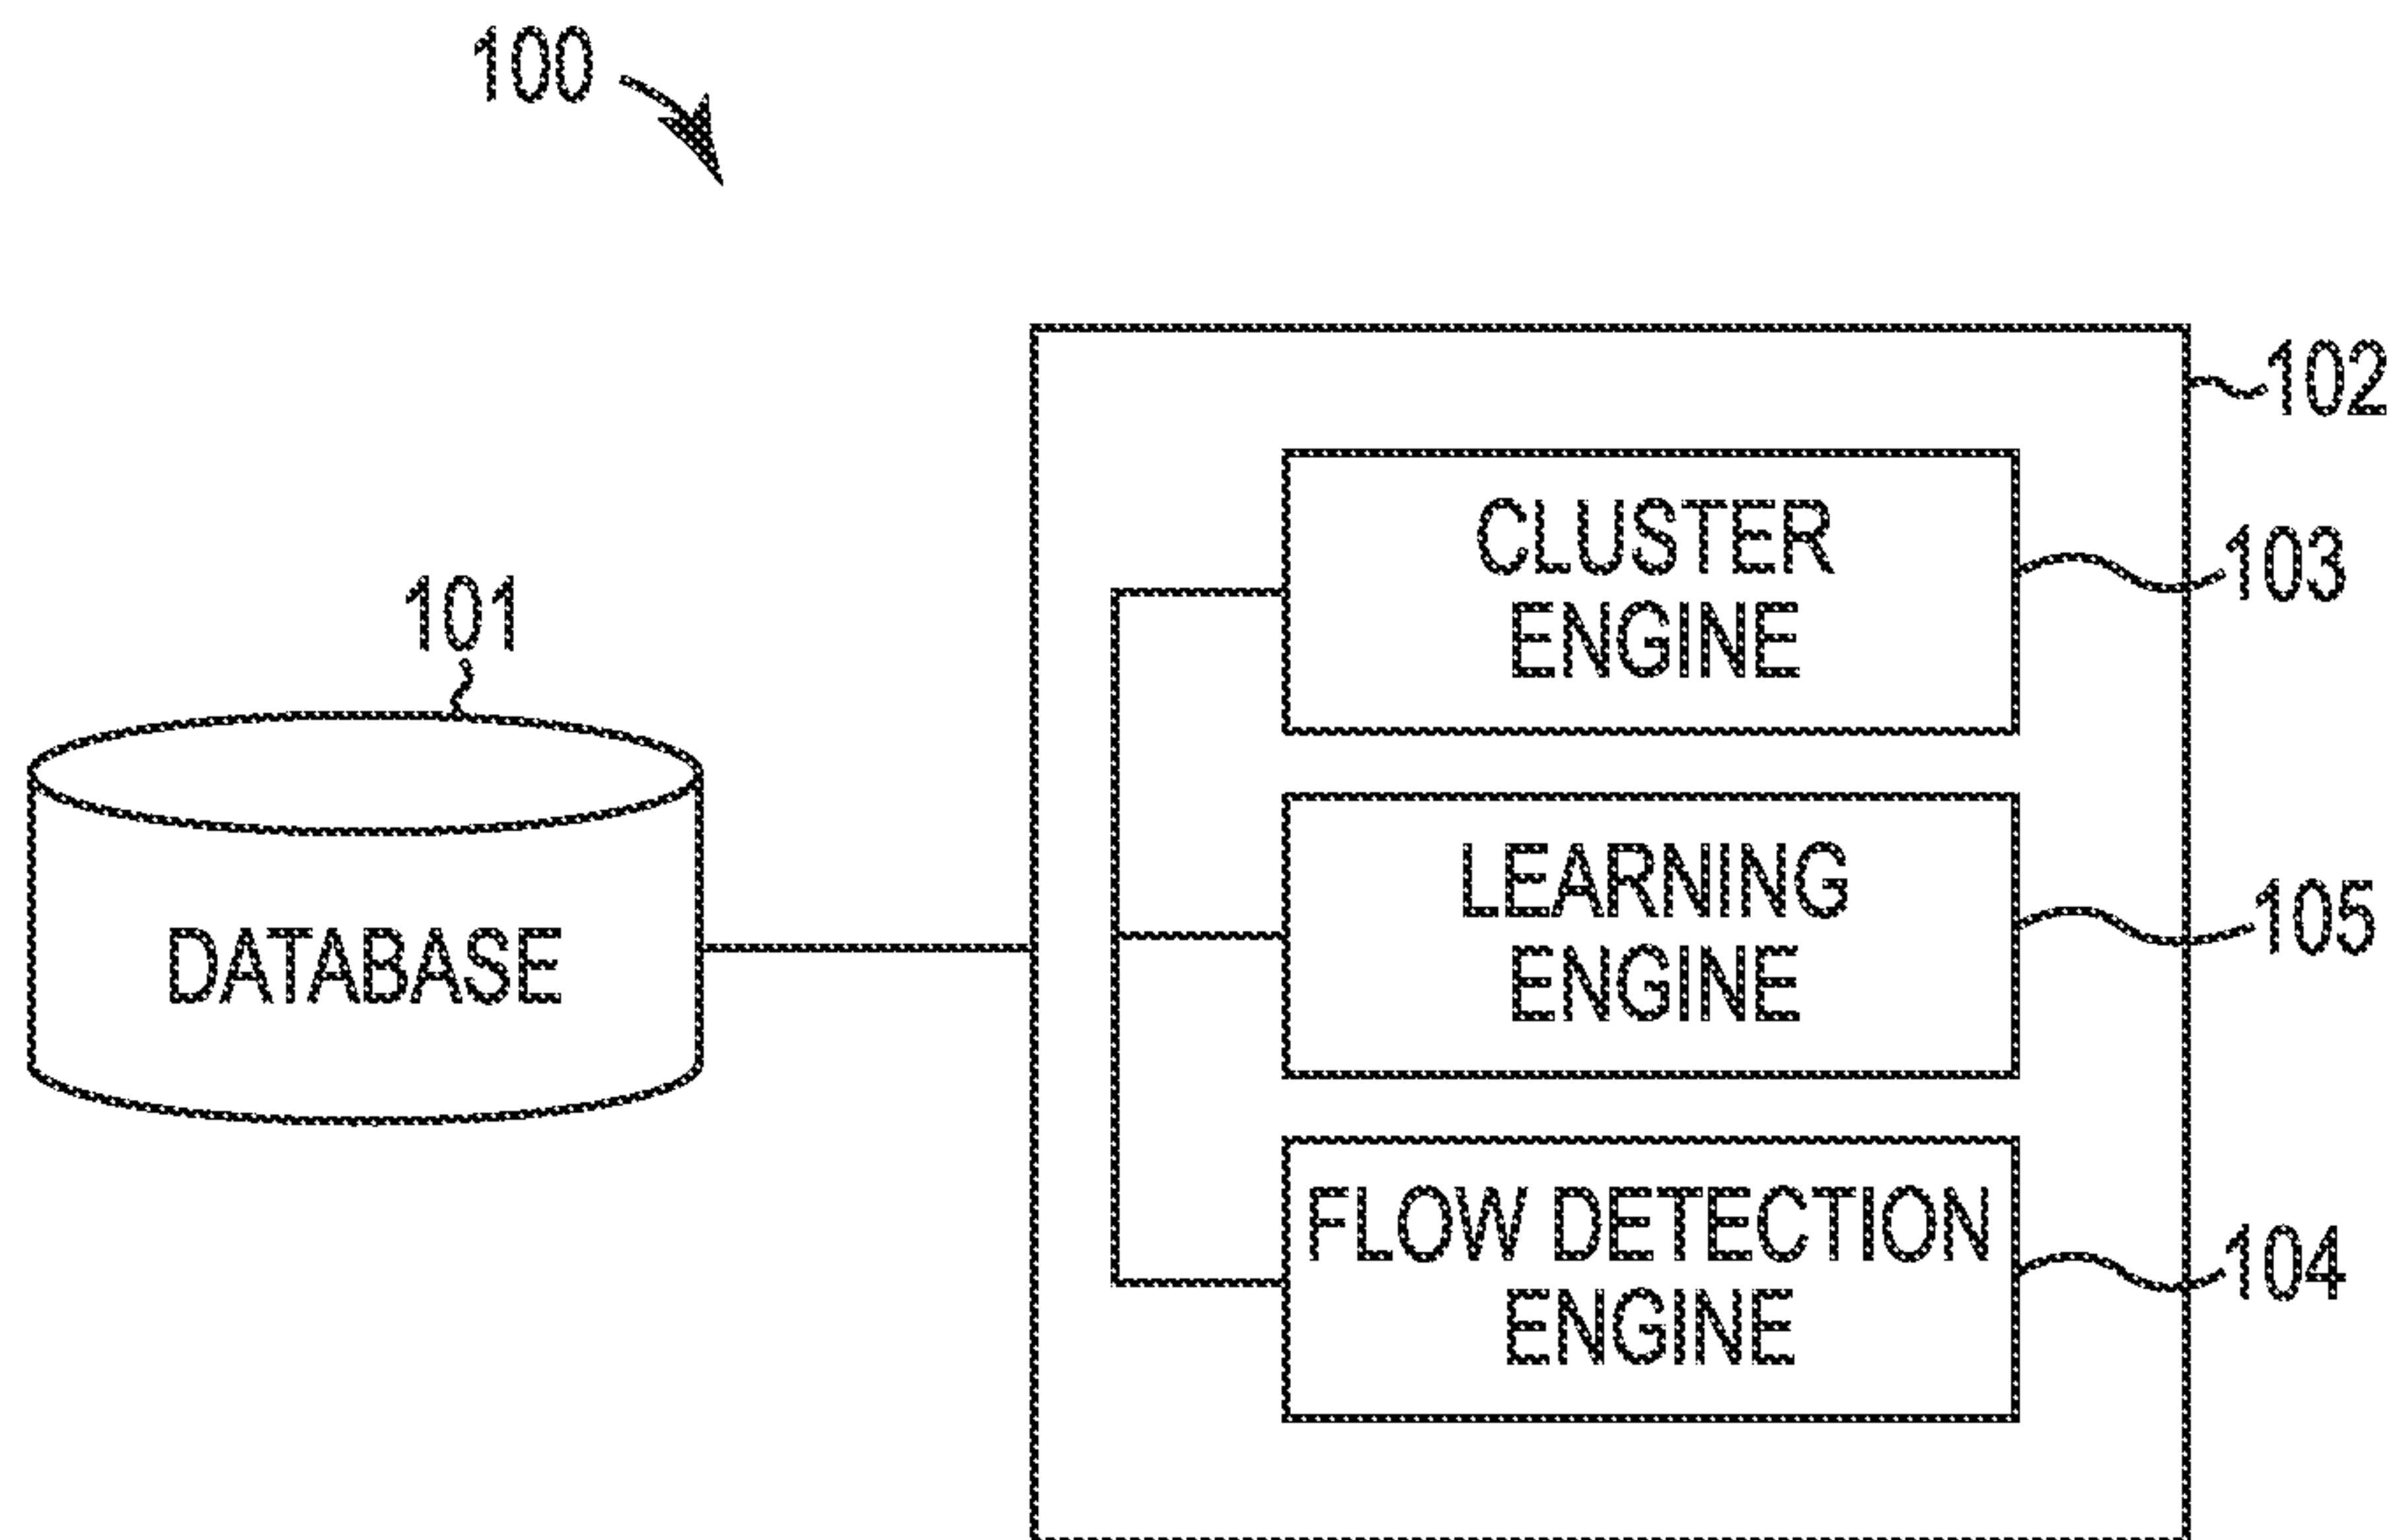 100
102
CLUSTER
ENGINE
103
101
LEARNING
ENGINE
105
DATABASE
FLOW DETECTION
ENGINE
104